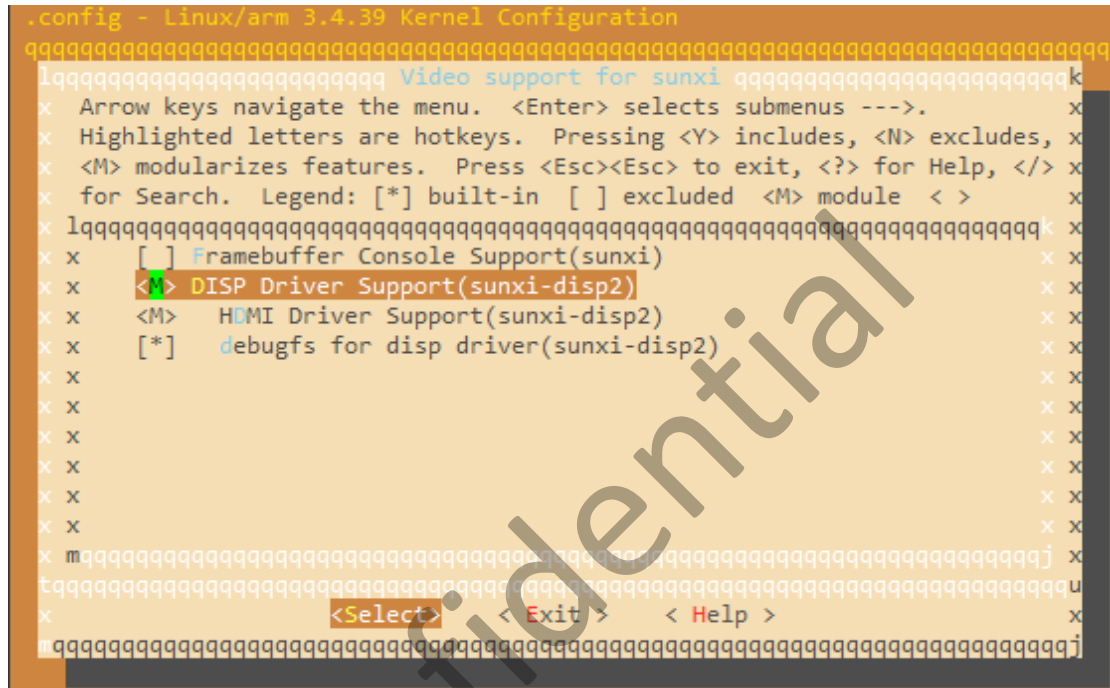 .config - Linux/arm 3.4.39 Kernel Configuration
Video support for sunxi
Arrow keys navigate the menu.  <Enter> selects submenus --->.
Highlighted letters are hotkeys.  Pressing <Y> includes, <N> excludes,
<M> modularizes features.  Press <Esc><Esc> to exit, <?> for Help, </>
for Search.  Legend: [*] built-in  [ ] excluded  <M> module  < >
[ ] Framebuffer Console Support(sunxi)
<M> DISP Driver Support(sunxi-disp2)
<M>   HDMI Driver Support(sunxi-disp2)
[*]   debugfs for disp driver(sunxi-disp2)
<Select>    < Exit >    < Help >
fidential